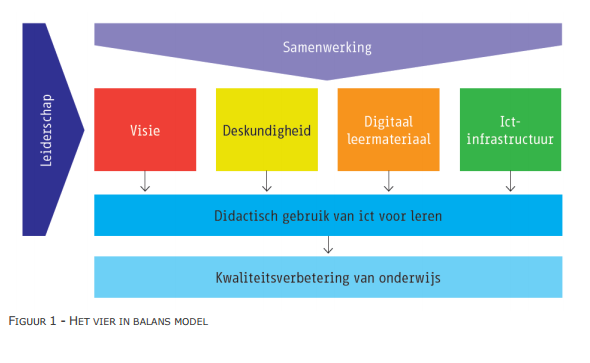 Samenwerking
Leiderschap
Visie
Deskundigheid
Digitaal
leermateriaal
Ict-
infrastructuur
Didactisch gebruik van ict voor leren
Kwaliteitsverbetering van onderwijs
FIGUUR 1 - HET VIER IN BALANS MODEL